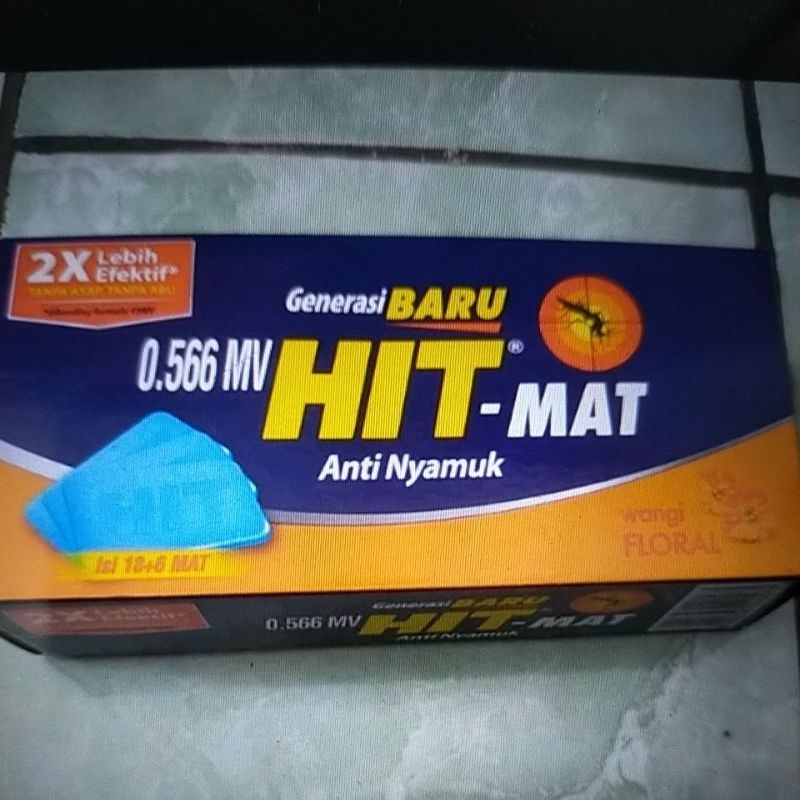 2X Lebih Efektif*
TANPA ASAP, TANPA ABU
Generasi BARU
0.566 MV HIT®-MAT
Anti Nyamuk
wangi
FLORAL
Isi 18+6 MAT
2X Lebih Efektif*
Generasi BARU
0.566 MV HIT-MAT
Anti Nyamuk